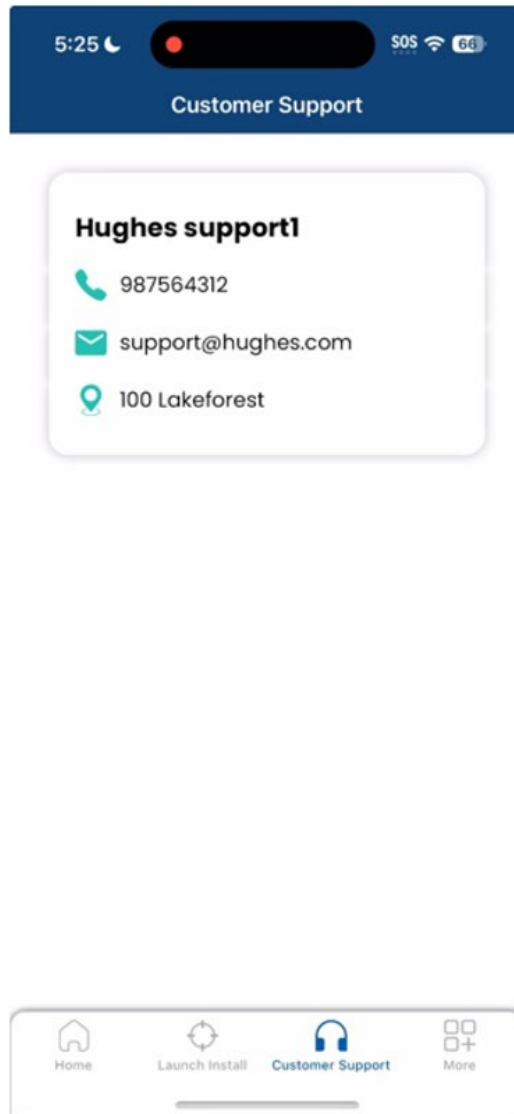 5:25
SOS
66
Customer Support
Hughes support1
987564312
support@hughes.com
100 Lakeforest
Home
Launch Install
Customer Support
More